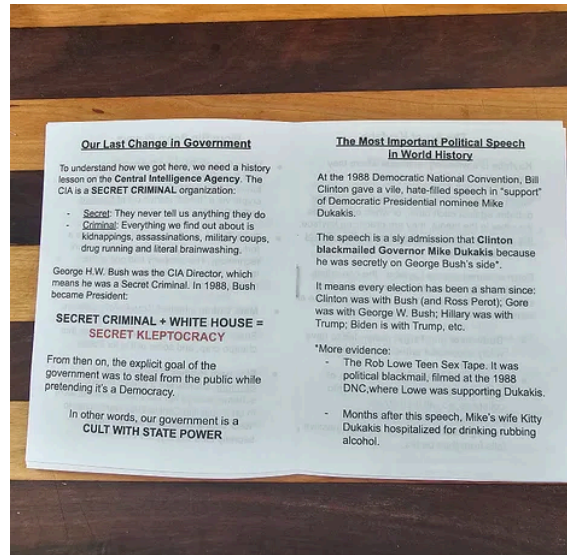 Our Last Change in Government
To understand how we got here, we need a history
lesson on the Central Intelligence Agency. The
CIA is a SECRET CRIMINAL organization:
- Secret: They never tell us anything they do
- Criminal: Everything we find out about is
kidnappings, assassinations, military coups,
drug running and literal brainwashing.
George H.W. Bush was the CIA Director, which
means he was a Secret Criminal. In 1988, Bush
became President:
SECRET CRIMINAL + WHITE HOUSE =
SECRET KLEPTOCRACY
From then on, the explicit goal of the
government was to steal from the public while
pretending it's a Democracy.
In other words, our government is a
CULT WITH STATE POWER
The Most Important Political Speech
in World History
At the 1988 Democratic National Convention, Bill
Clinton gave a vile, hate-filled speech in "support"
of Democratic Presidential nominee Mike
Dukakis.
The speech is a sly admission that Clinton
blackmailed Governor Mike Dukakis because
he was secretly on George Bush's side*.
It means every election has been a sham since:
Clinton was with Bush (and Ross Perot); Gore
was with George W. Bush; Hillary was with
Trump; Biden is with Trump, etc.
*More evidence:
- The Rob Lowe Teen Sex Tape. It was
political blackmail, filmed at the 1988
DNC,where Lowe was supporting Dukakis.
- Months after this speech, Mike's wife Kitty
Dukakis hospitalized for drinking rubbing
alcohol.